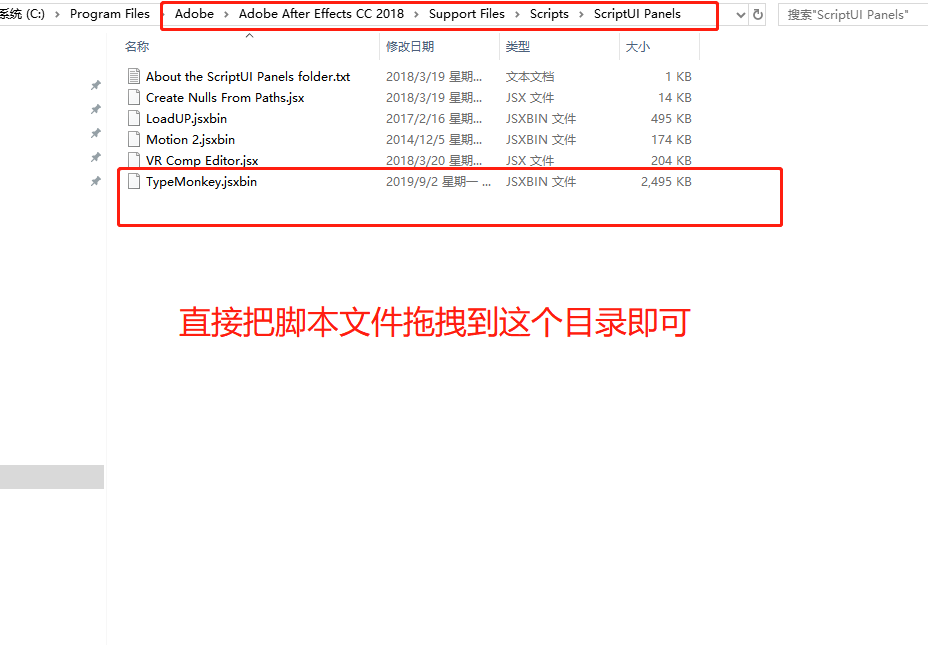 系统 (C:) › Program Files › Adobe › Adobe After Effects CC 2018 › Support Files › Scripts › ScriptUI Panels 搜索"ScriptUI Panels"
名称 修改日期 类型 大小
About the ScriptUI Panels folder.txt 2018/3/19 星期... 文本文档 1 KB
Create Nulls From Paths.jsx 2018/3/19 星期... JSX 文件 14 KB
LoadUP.jsxbin 2017/2/16 星期... JSXBIN 文件 495 KB
Motion 2.jsxbin 2014/12/5 星期... JSXBIN 文件 174 KB
VR Comp Editor.jsx 2018/3/20 星期... JSX 文件 204 KB
TypeMonkey.jsxbin 2019/9/2 星期一 ... JSXBIN 文件 2,495 KB
直接把脚本文件拖拽到这个目录即可